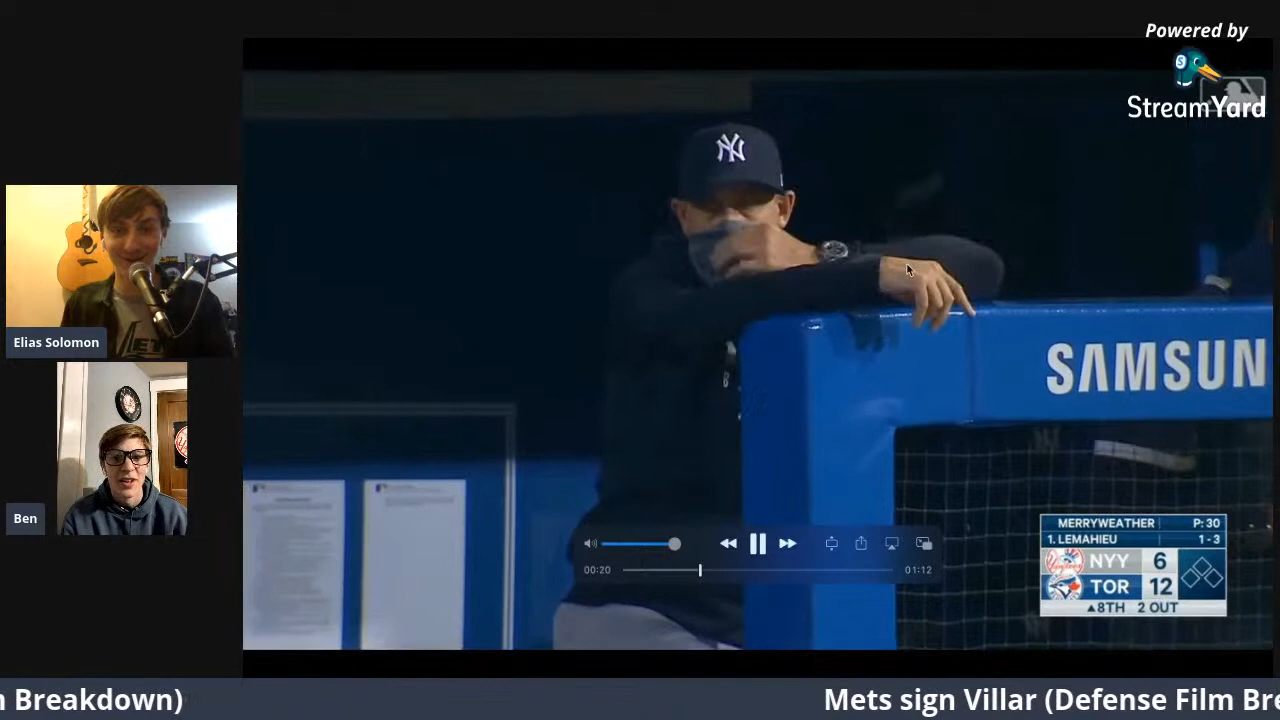 Powered by
StreamYard
NY
Elias Solomon
Ben
SAMSUN
MERRYWEATHER P: 30
1. LEMAHIEU 1 - 3
NYY 6
TOR 12
▲8TH 2 OUT
00:20
01:12
n Breakdown) Mets sign Villar (Defense Film Bre